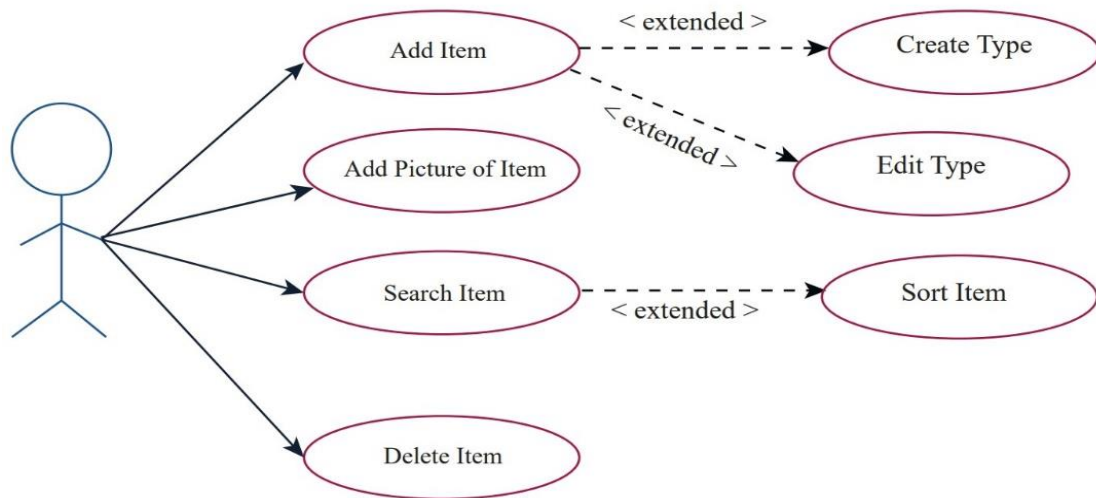 Add Item
< extended >
Create Type
< extended >
Edit Type
Add Picture of Item
Search Item
< extended >
Sort Item
Delete Item